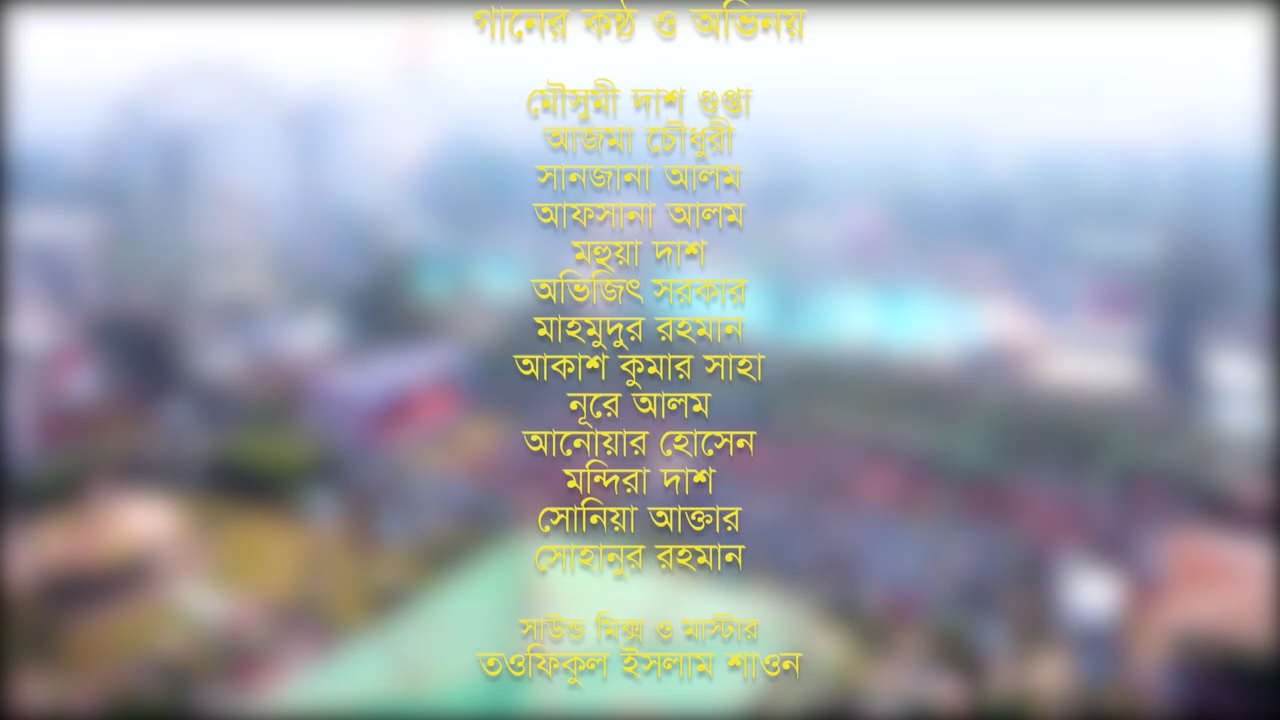 গানের কন্ঠ ও অভিনয়
মৌসুমী দাশ গুপ্তা
আজমা চৌধুরী
সানজানা আলম
আফসানা আলম
মহুয়া দাশ
অভিজিৎ সরকার
মাহমুদুর রহমান
আকাশ কুমার সাহা
নূরে আলম
আনোয়ার হোসেন
মন্দিরা দাশ
সোনিয়া আক্তার
সোহানুর রহমান
সাউন্ড মিক্স ও মাস্টার
তওফিকুল ইসলাম শাওন